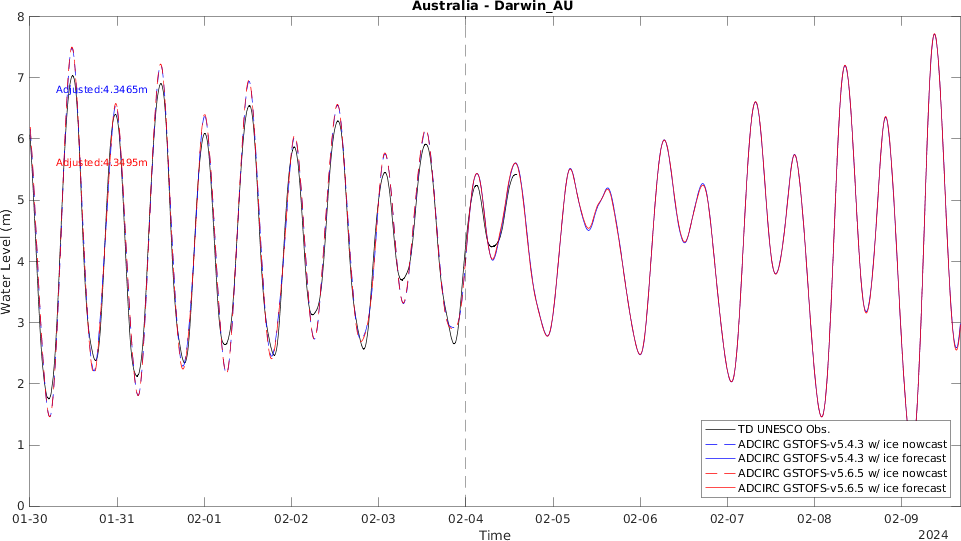 Australia - Darwin_AU
8
7
6
5
4
3
2
1
0
Water Level (m)
Adjusted:4.3465m
Adjusted:4.3495m
TD UNESCO Obs.
ADCIRC GSTOFS-v5.4.3 w/ ice nowcast
ADCIRC GSTOFS-v5.4.3 w/ ice forecast
ADCIRC GSTOFS-v5.6.5 w/ ice nowcast
ADCIRC GSTOFS-v5.6.5 w/ ice forecast
01-30 01-31 02-01 02-02 02-03 02-04 02-05 02-06 02-07 02-08 02-09
Time
2024